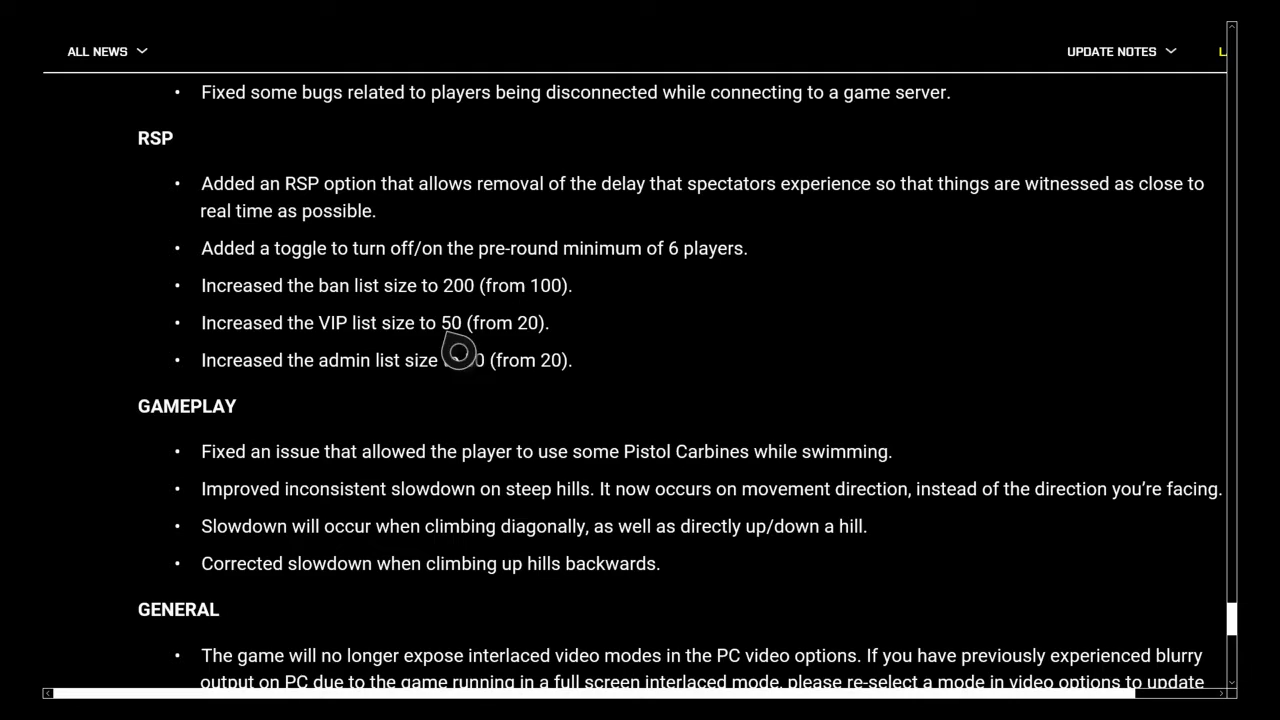 ALL NEWS
UPDATE NOTES
• Fixed some bugs related to players being disconnected while connecting to a game server.
RSP
• Added an RSP option that allows removal of the delay that spectators experience so that things are witnessed as close to
real time as possible.
• Added a toggle to turn off/on the pre-round minimum of 6 players.
• Increased the ban list size to 200 (from 100).
• Increased the VIP list size to 50 (from 20).
• Increased the admin list size (from 20).
GAMEPLAY
• Fixed an issue that allowed the player to use some Pistol Carbines while swimming.
• Improved inconsistent slowdown on steep hills. It now occurs on movement direction, instead of the direction you’re facing.
• Slowdown will occur when climbing diagonally, as well as directly up/down a hill.
• Corrected slowdown when climbing up hills backwards.
GENERAL
• The game will no longer expose interlaced video modes in the PC video options. If you have previously experienced blurry
output on PC due to the game running in a full screen interlaced mode, please re-select a mode in video options to update